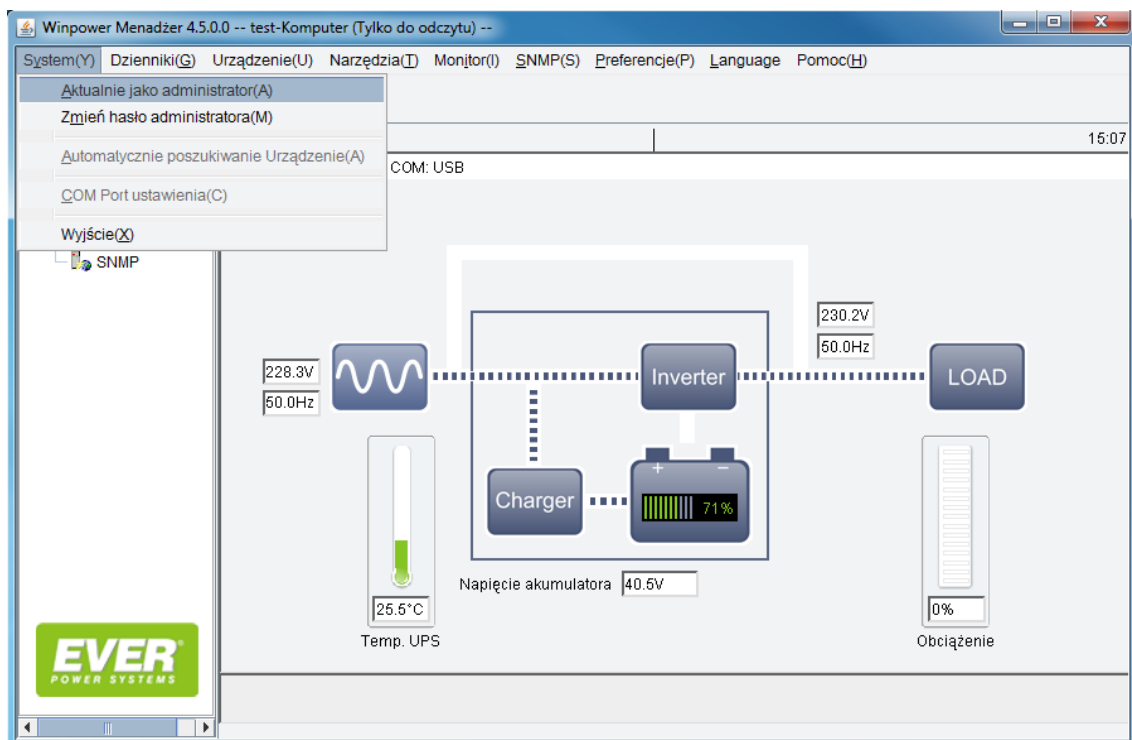 Winpower Menadżer 4.5.0.0 -- test-Komputer (Tylko do odczytu) --
System(Y) Dzienniki(G) Urządzenie(U) Narzędzia(T) Monitor(I) SNMP(S) Preferencje(P) Language Pomoc(H)
Aktualnie jako administrator(A)
Zmień hasło administratora(M)
15:07
Automatycznie poszukiwanie Urządzenie(A)
COM: USB
COM Port ustawienia(C)
Wyjście(X)
SNMP
230.2V
50.0Hz
228.3V
50.0Hz
Inverter
LOAD
Charger
+ −
71%
Napięcie akumulatora 40.5V
25.5°C
Temp. UPS
0%
Obciążenie
EVER
POWER SYSTEMS